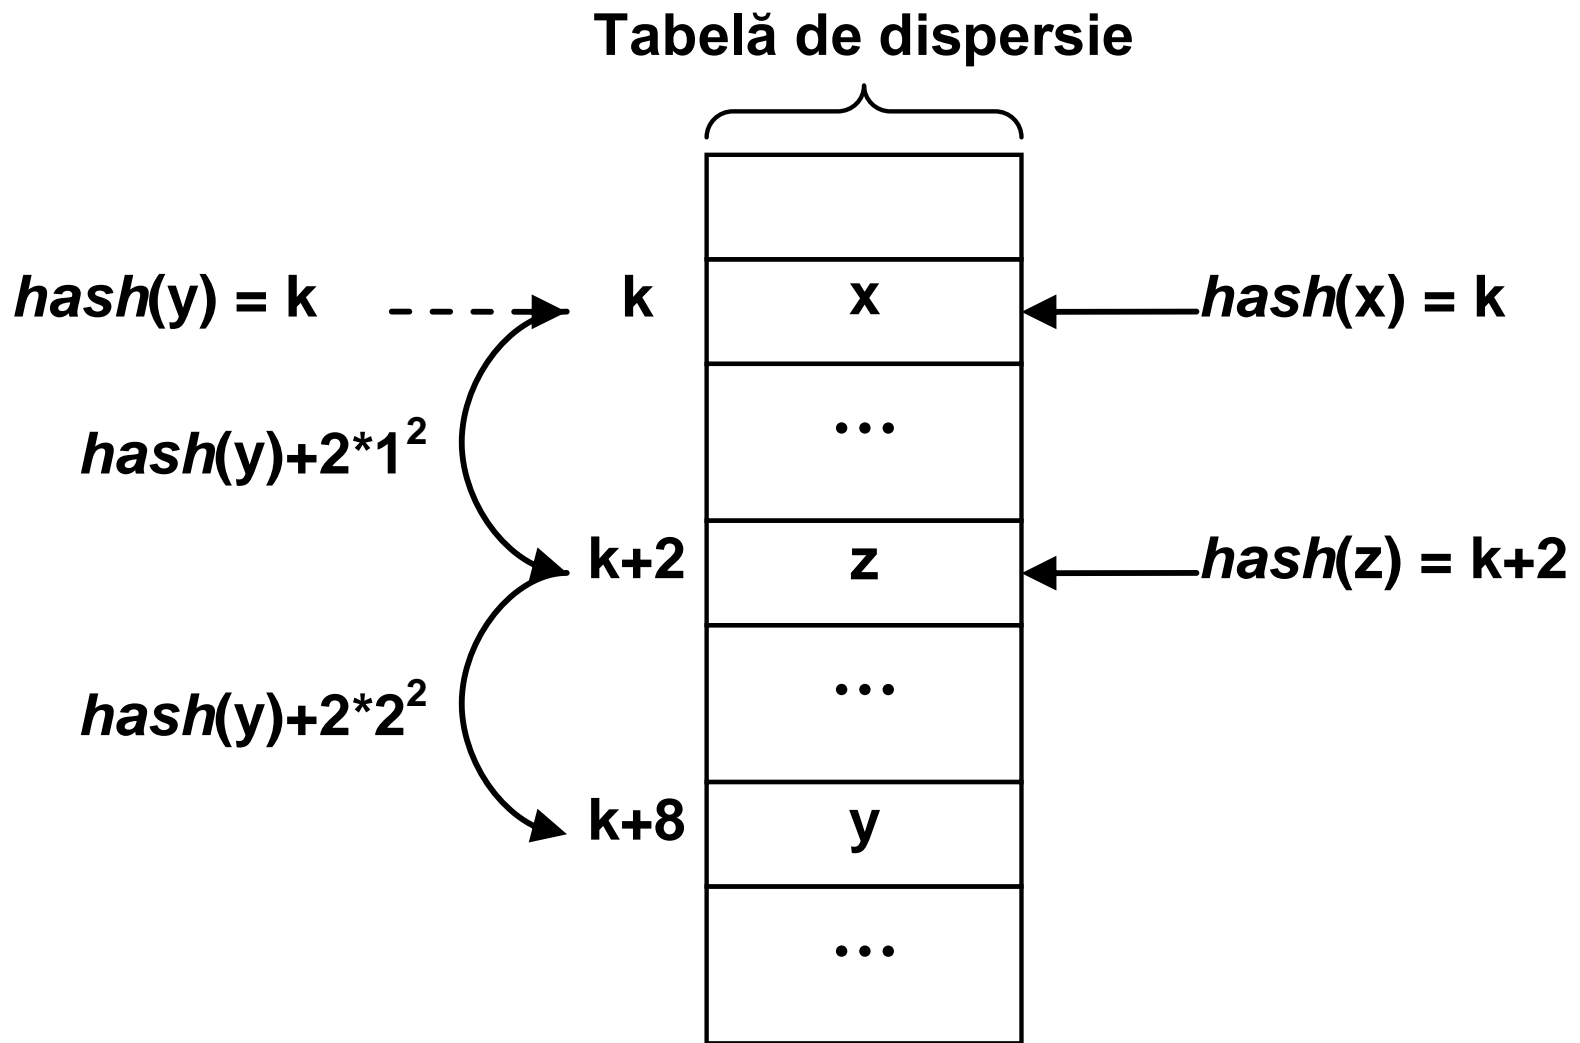 Tabelă de dispersie
hash(y) = k
k
x
hash(x) = k
...
hash(y)+2*1²
k+2
z
hash(z) = k+2
...
hash(y)+2*2²
k+8
y
...